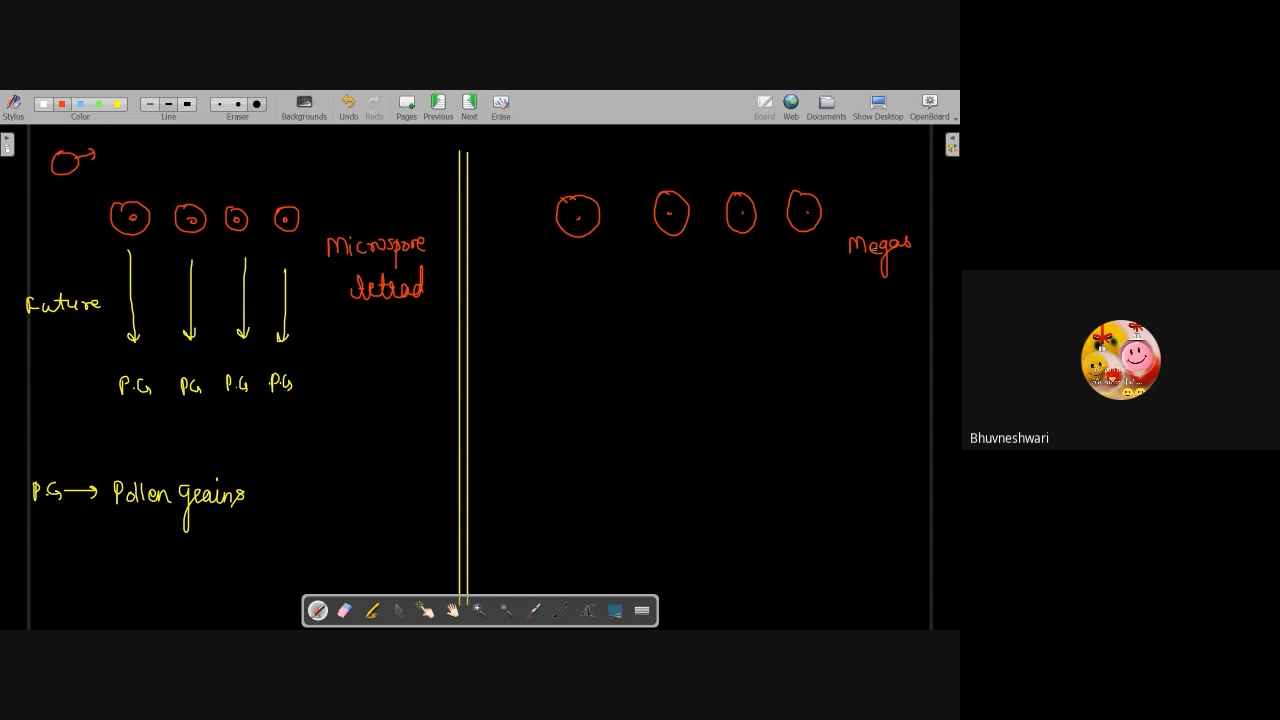 Stylus Color Line Eraser Backgrounds Undo Redo Pages Previous Next Erase Board Web Documents Show Desktop OpenBoard
Microspore
tetrad
Megas
Future
P.G P.G P.G P.G
P.G → Pollen grains
Bhuvneshwari